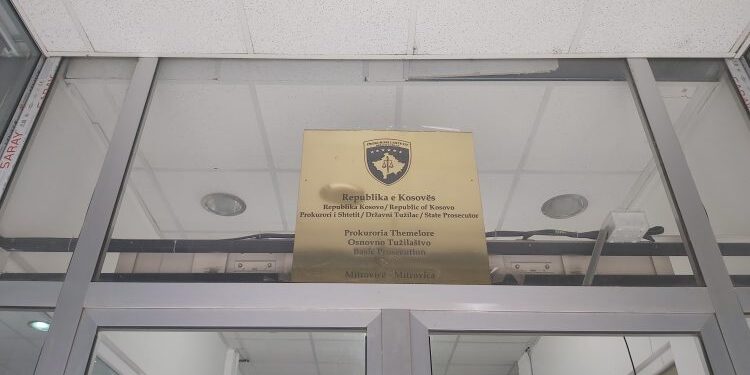 Republika e Kosovës
Republika Kosovo / Republic of Kosovo
Prokurori i Shtetit / Državni Tužilac / State Prosecutor
Prokuroria Themelore
Osnovno Tužilaštvo
Basic Prosecution
Mitrovicë - Mitrovica
SARAY